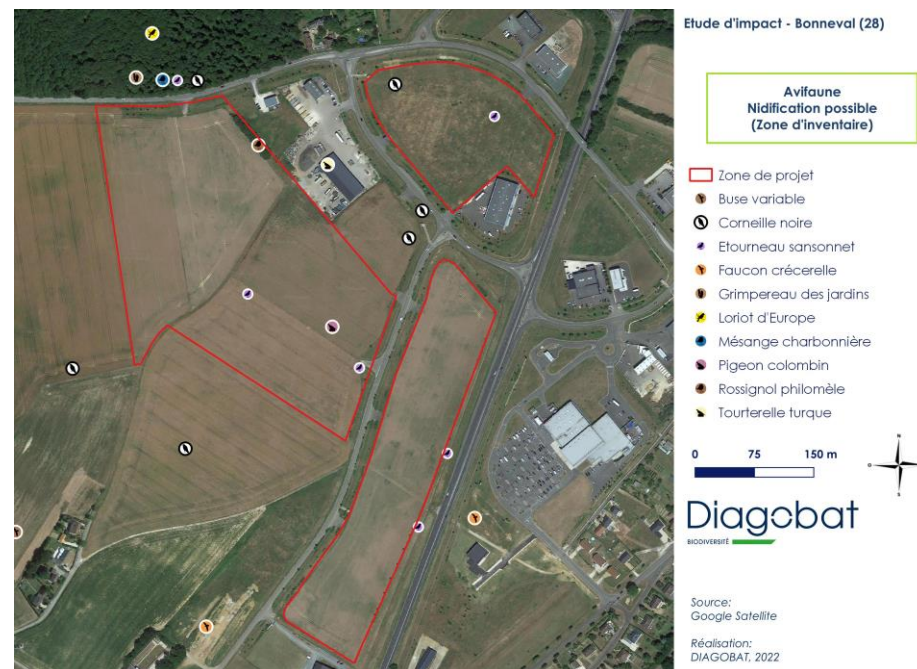 Etude d'impact - Bonneval (28)
Avifaune
Nidification possible
(Zone d'inventaire)
Zone de projet
Buse variable
Corneille noire
Etourneau sansonnet
Faucon crécerelle
Grimpereau des jardins
Loriot d'Europe
Mésange charbonnière
Pigeon colombin
Rossignol philomèle
Tourterelle turque
0 75 150 m
N
O E
S
Diagobat
BIODIVERSITÉ
Source:
Google Satellite
Réalisation:
DIAGOBAT, 2022